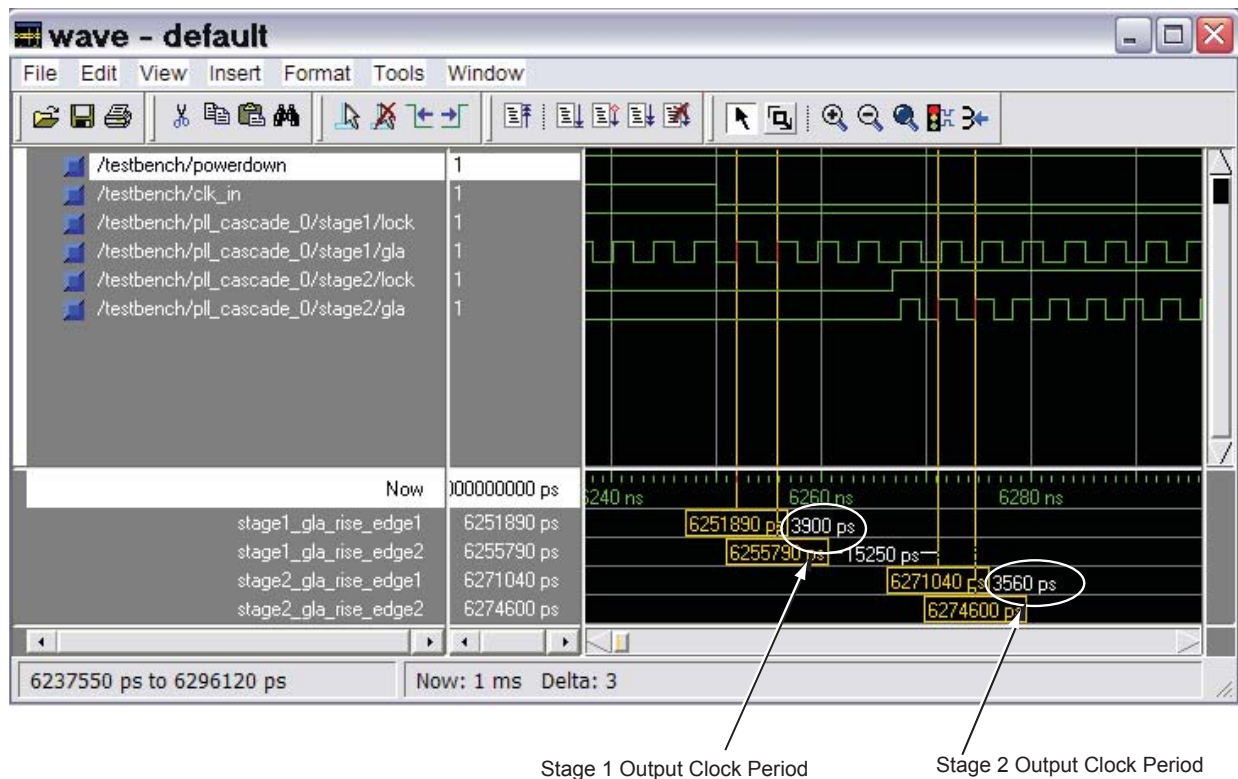 wave - default
File Edit View Insert Format Tools Window
/testbench/powerdown 1
/testbench/clk_in 1
/testbench/pll_cascade_0/stage1/lock 1
/testbench/pll_cascade_0/stage1/gla 1
/testbench/pll_cascade_0/stage2/lock 1
/testbench/pll_cascade_0/stage2/gla 1
Now 000000000 ps 6240 ns 6260 ns 6280 ns
stage1_gla_rise_edge1 6251890 ps 6251890 ps 3900 ps
stage1_gla_rise_edge2 6255790 ps 6255790 ps 15250 ps
stage2_gla_rise_edge1 6271040 ps 6271040 ps 3560 ps
stage2_gla_rise_edge2 6274600 ps 6274600 ps
6237550 ps to 6296120 ps Now: 1 ms Delta: 3
Stage 1 Output Clock Period Stage 2 Output Clock Period